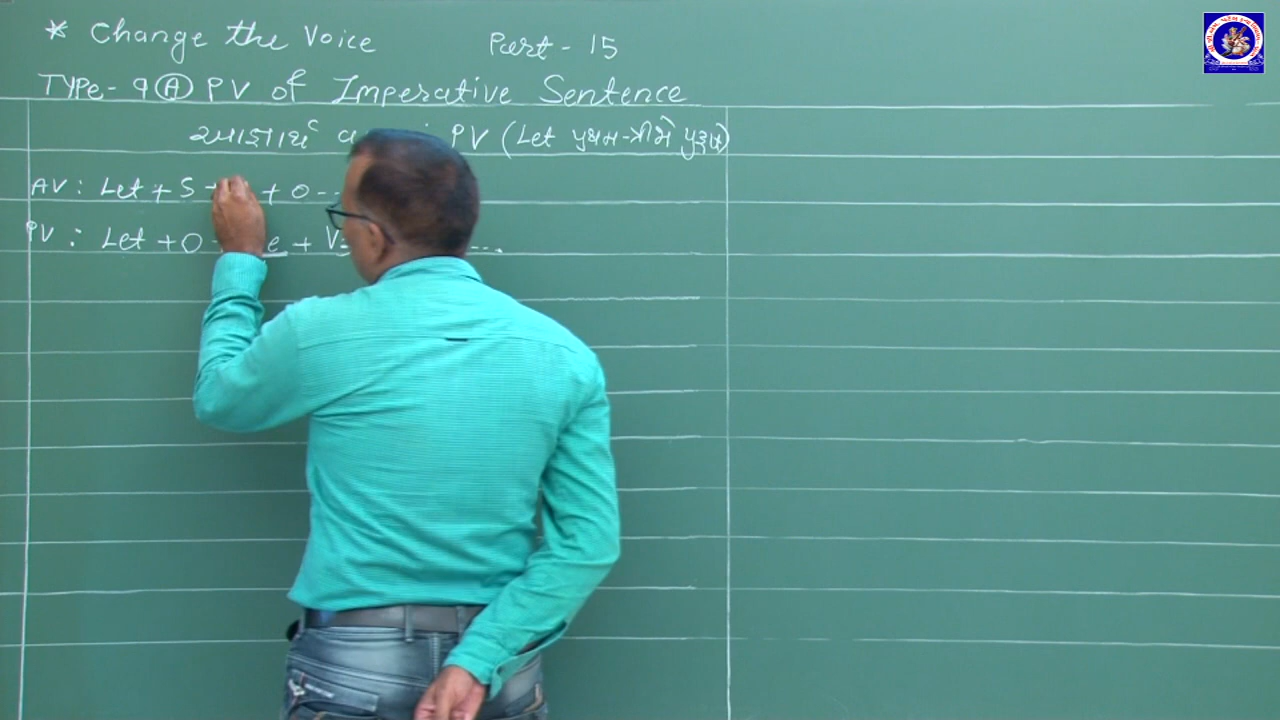 * Change the Voice Part - 15
TYPE- 9 (A) PV of Imperative Sentence
આજ્ઞાર્થ PV (Let પ્રથમ-ત્રીજો પુરુષ)
AV : Let + S + + O ...
PV : Let + O e + V3 ...